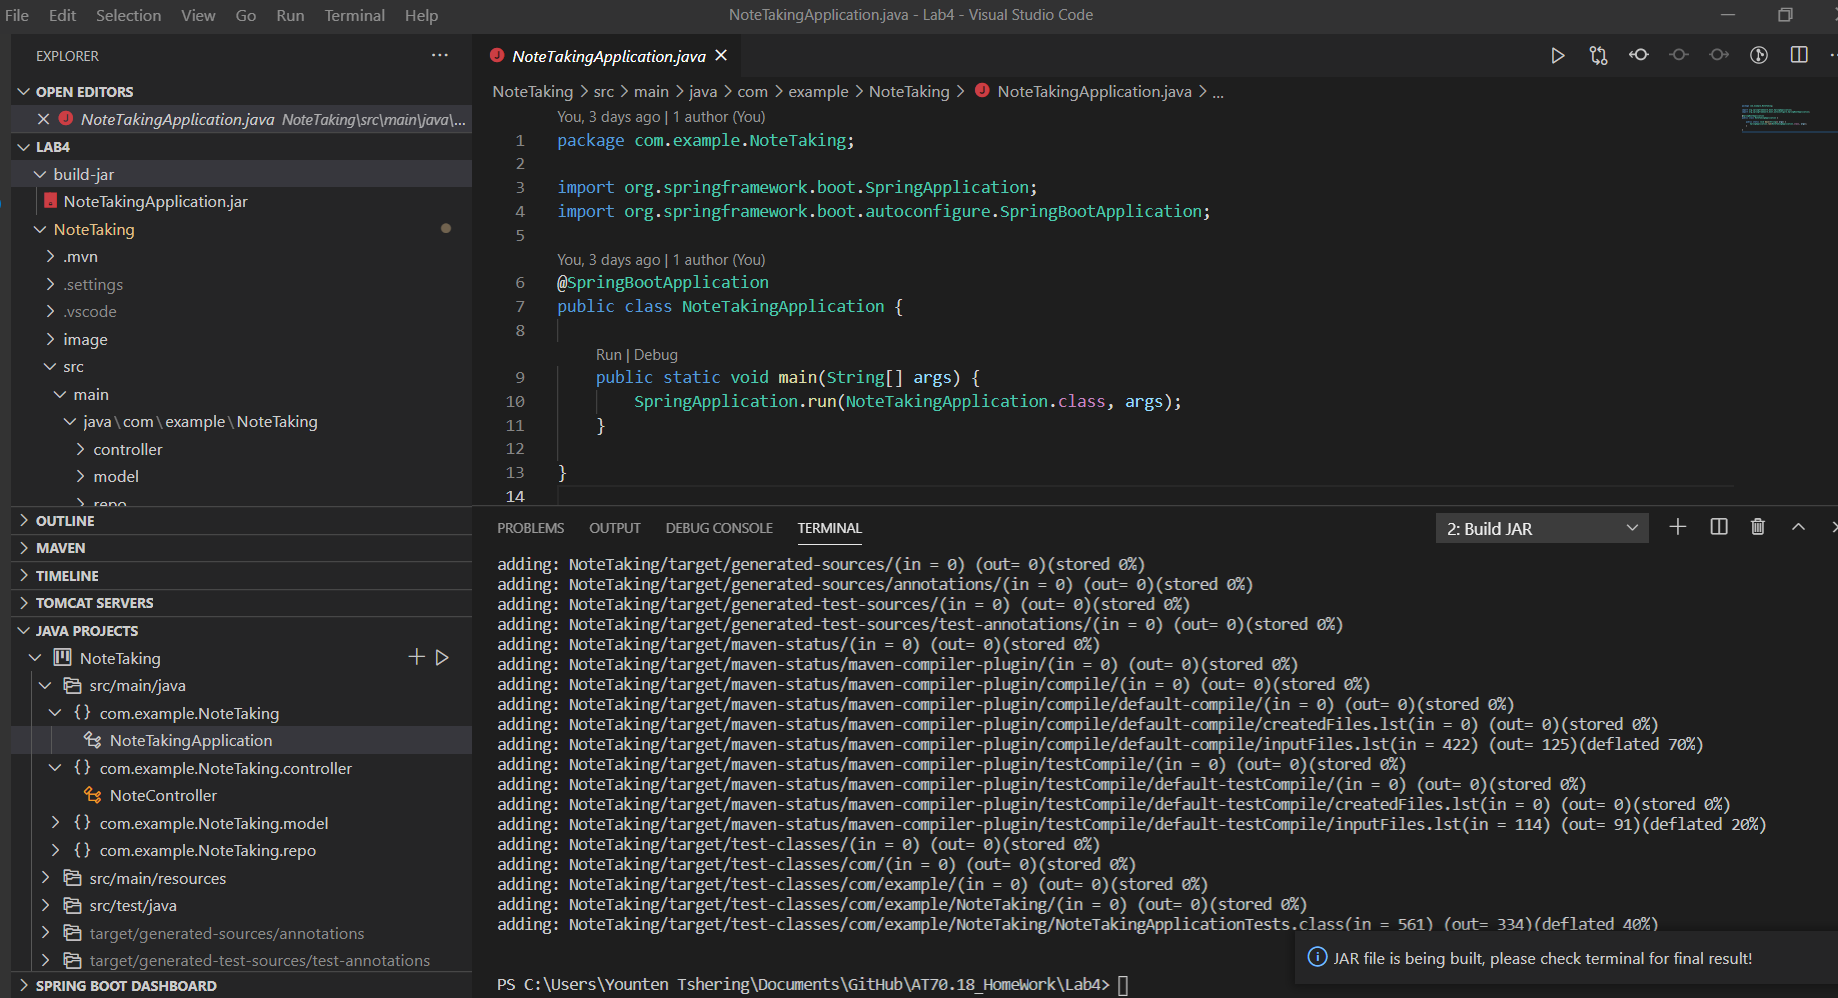 File Edit Selection View Go Run Terminal Help
NoteTakingApplication.java - Lab4 - Visual Studio Code
EXPLORER
OPEN EDITORS
NoteTakingApplication.java NoteTaking\src\main\java\...
LAB4
build-jar
NoteTakingApplication.jar
NoteTaking
.mvn
.settings
.vscode
image
src
main
java\com\example\NoteTaking
controller
model
repo
OUTLINE
MAVEN
TIMELINE
TOMCAT SERVERS
JAVA PROJECTS
NoteTaking
src/main/java
{} com.example.NoteTaking
NoteTakingApplication
{} com.example.NoteTaking.controller
NoteController
{} com.example.NoteTaking.model
{} com.example.NoteTaking.repo
src/main/resources
src/test/java
target/generated-sources/annotations
target/generated-test-sources/test-annotations
SPRING BOOT DASHBOARD
NoteTakingApplication.java
NoteTaking > src > main > java > com > example > NoteTaking > NoteTakingApplication.java > ...
You, 3 days ago | 1 author (You)
1 package com.example.NoteTaking;
2
3 import org.springframework.boot.SpringApplication;
4 import org.springframework.boot.autoconfigure.SpringBootApplication;
5
You, 3 days ago | 1 author (You)
6 @SpringBootApplication
7 public class NoteTakingApplication {
8
Run | Debug
9 public static void main(String[] args) {
10 SpringApplication.run(NoteTakingApplication.class, args);
11 }
12
13 }
14
PROBLEMS OUTPUT DEBUG CONSOLE TERMINAL
2: Build JAR
adding: NoteTaking/target/generated-sources/(in = 0) (out= 0)(stored 0%)
adding: NoteTaking/target/generated-sources/annotations/(in = 0) (out= 0)(stored 0%)
adding: NoteTaking/target/generated-test-sources/(in = 0) (out= 0)(stored 0%)
adding: NoteTaking/target/generated-test-sources/test-annotations/(in = 0) (out= 0)(stored 0%)
adding: NoteTaking/target/maven-status/(in = 0) (out= 0)(stored 0%)
adding: NoteTaking/target/maven-status/maven-compiler-plugin/(in = 0) (out= 0)(stored 0%)
adding: NoteTaking/target/maven-status/maven-compiler-plugin/compile/(in = 0) (out= 0)(stored 0%)
adding: NoteTaking/target/maven-status/maven-compiler-plugin/compile/default-compile/(in = 0) (out= 0)(stored 0%)
adding: NoteTaking/target/maven-status/maven-compiler-plugin/compile/default-compile/createdFiles.lst(in = 0) (out= 0)(stored 0%)
adding: NoteTaking/target/maven-status/maven-compiler-plugin/compile/default-compile/inputFiles.lst(in = 422) (out= 125)(deflated 70%)
adding: NoteTaking/target/maven-status/maven-compiler-plugin/testCompile/(in = 0) (out= 0)(stored 0%)
adding: NoteTaking/target/maven-status/maven-compiler-plugin/testCompile/default-testCompile/(in = 0) (out= 0)(stored 0%)
adding: NoteTaking/target/maven-status/maven-compiler-plugin/testCompile/default-testCompile/createdFiles.lst(in = 0) (out= 0)(stored 0%)
adding: NoteTaking/target/maven-status/maven-compiler-plugin/testCompile/default-testCompile/inputFiles.lst(in = 114) (out= 91)(deflated 20%)
adding: NoteTaking/target/test-classes/(in = 0) (out= 0)(stored 0%)
adding: NoteTaking/target/test-classes/com/(in = 0) (out= 0)(stored 0%)
adding: NoteTaking/target/test-classes/com/example/(in = 0) (out= 0)(stored 0%)
adding: NoteTaking/target/test-classes/com/example/NoteTaking/(in = 0) (out= 0)(stored 0%)
adding: NoteTaking/target/test-classes/com/example/NoteTaking/NoteTakingApplicationTests.class(in = 561) (out= 334)(deflated 40%)
JAR file is being built, please check terminal for final result!
PS C:\Users\Younten Tshering\Documents\GitHub\AT70.18_HomeWork\Lab4>